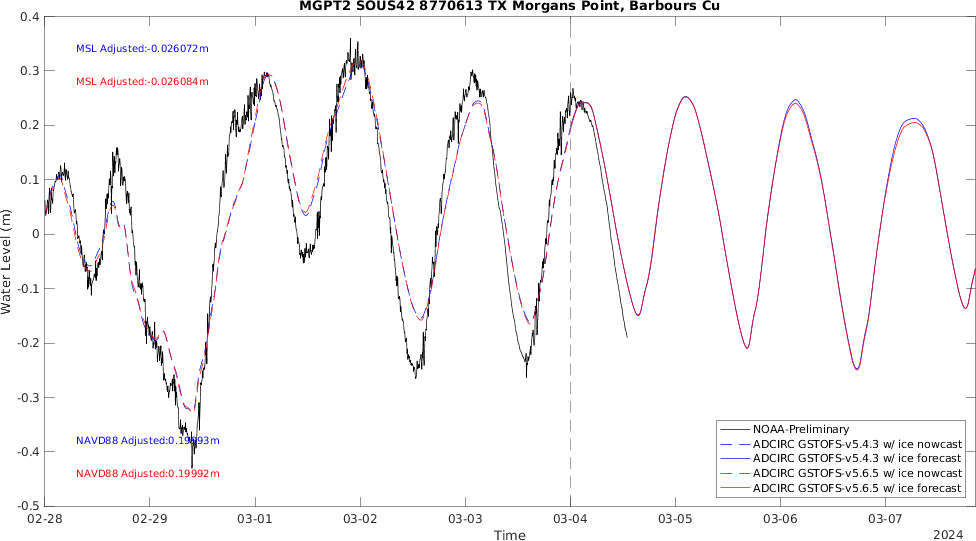 MGPT2 SOUS42 8770613 TX Morgans Point, Barbours Cu
0.4
0.3
0.2
0.1
0
-0.1
-0.2
-0.3
-0.4
-0.5
Water Level (m)
MSL Adjusted:-0.026072m
MSL Adjusted:-0.026084m
NAVD88 Adjusted:0.19993m
NAVD88 Adjusted:0.19992m
NOAA-Preliminary
ADCIRC GSTOFS-v5.4.3 w/ ice nowcast
ADCIRC GSTOFS-v5.4.3 w/ ice forecast
ADCIRC GSTOFS-v5.6.5 w/ ice nowcast
ADCIRC GSTOFS-v5.6.5 w/ ice forecast
02-28 02-29 03-01 03-02 03-03 03-04 03-05 03-06 03-07
Time
2024